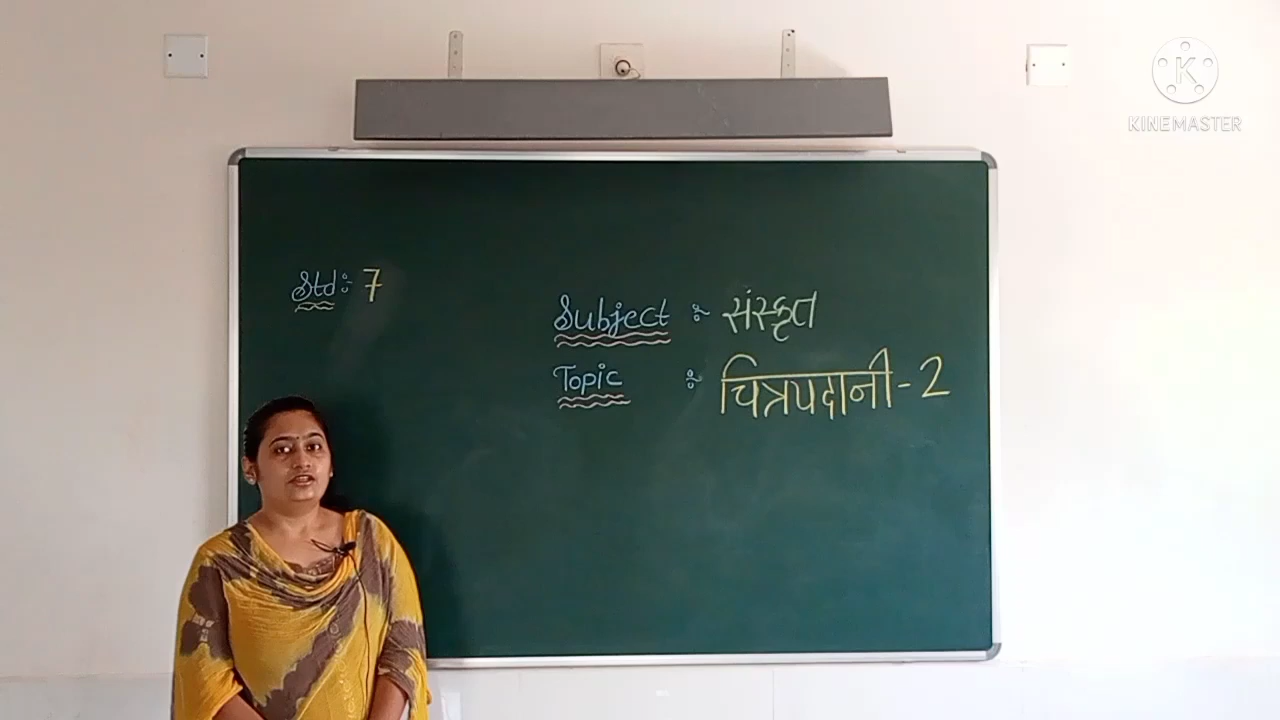 KINEMASTER
Std :- 7
Subject :- संस्कृत
Topic :- चित्रपदानी - 2